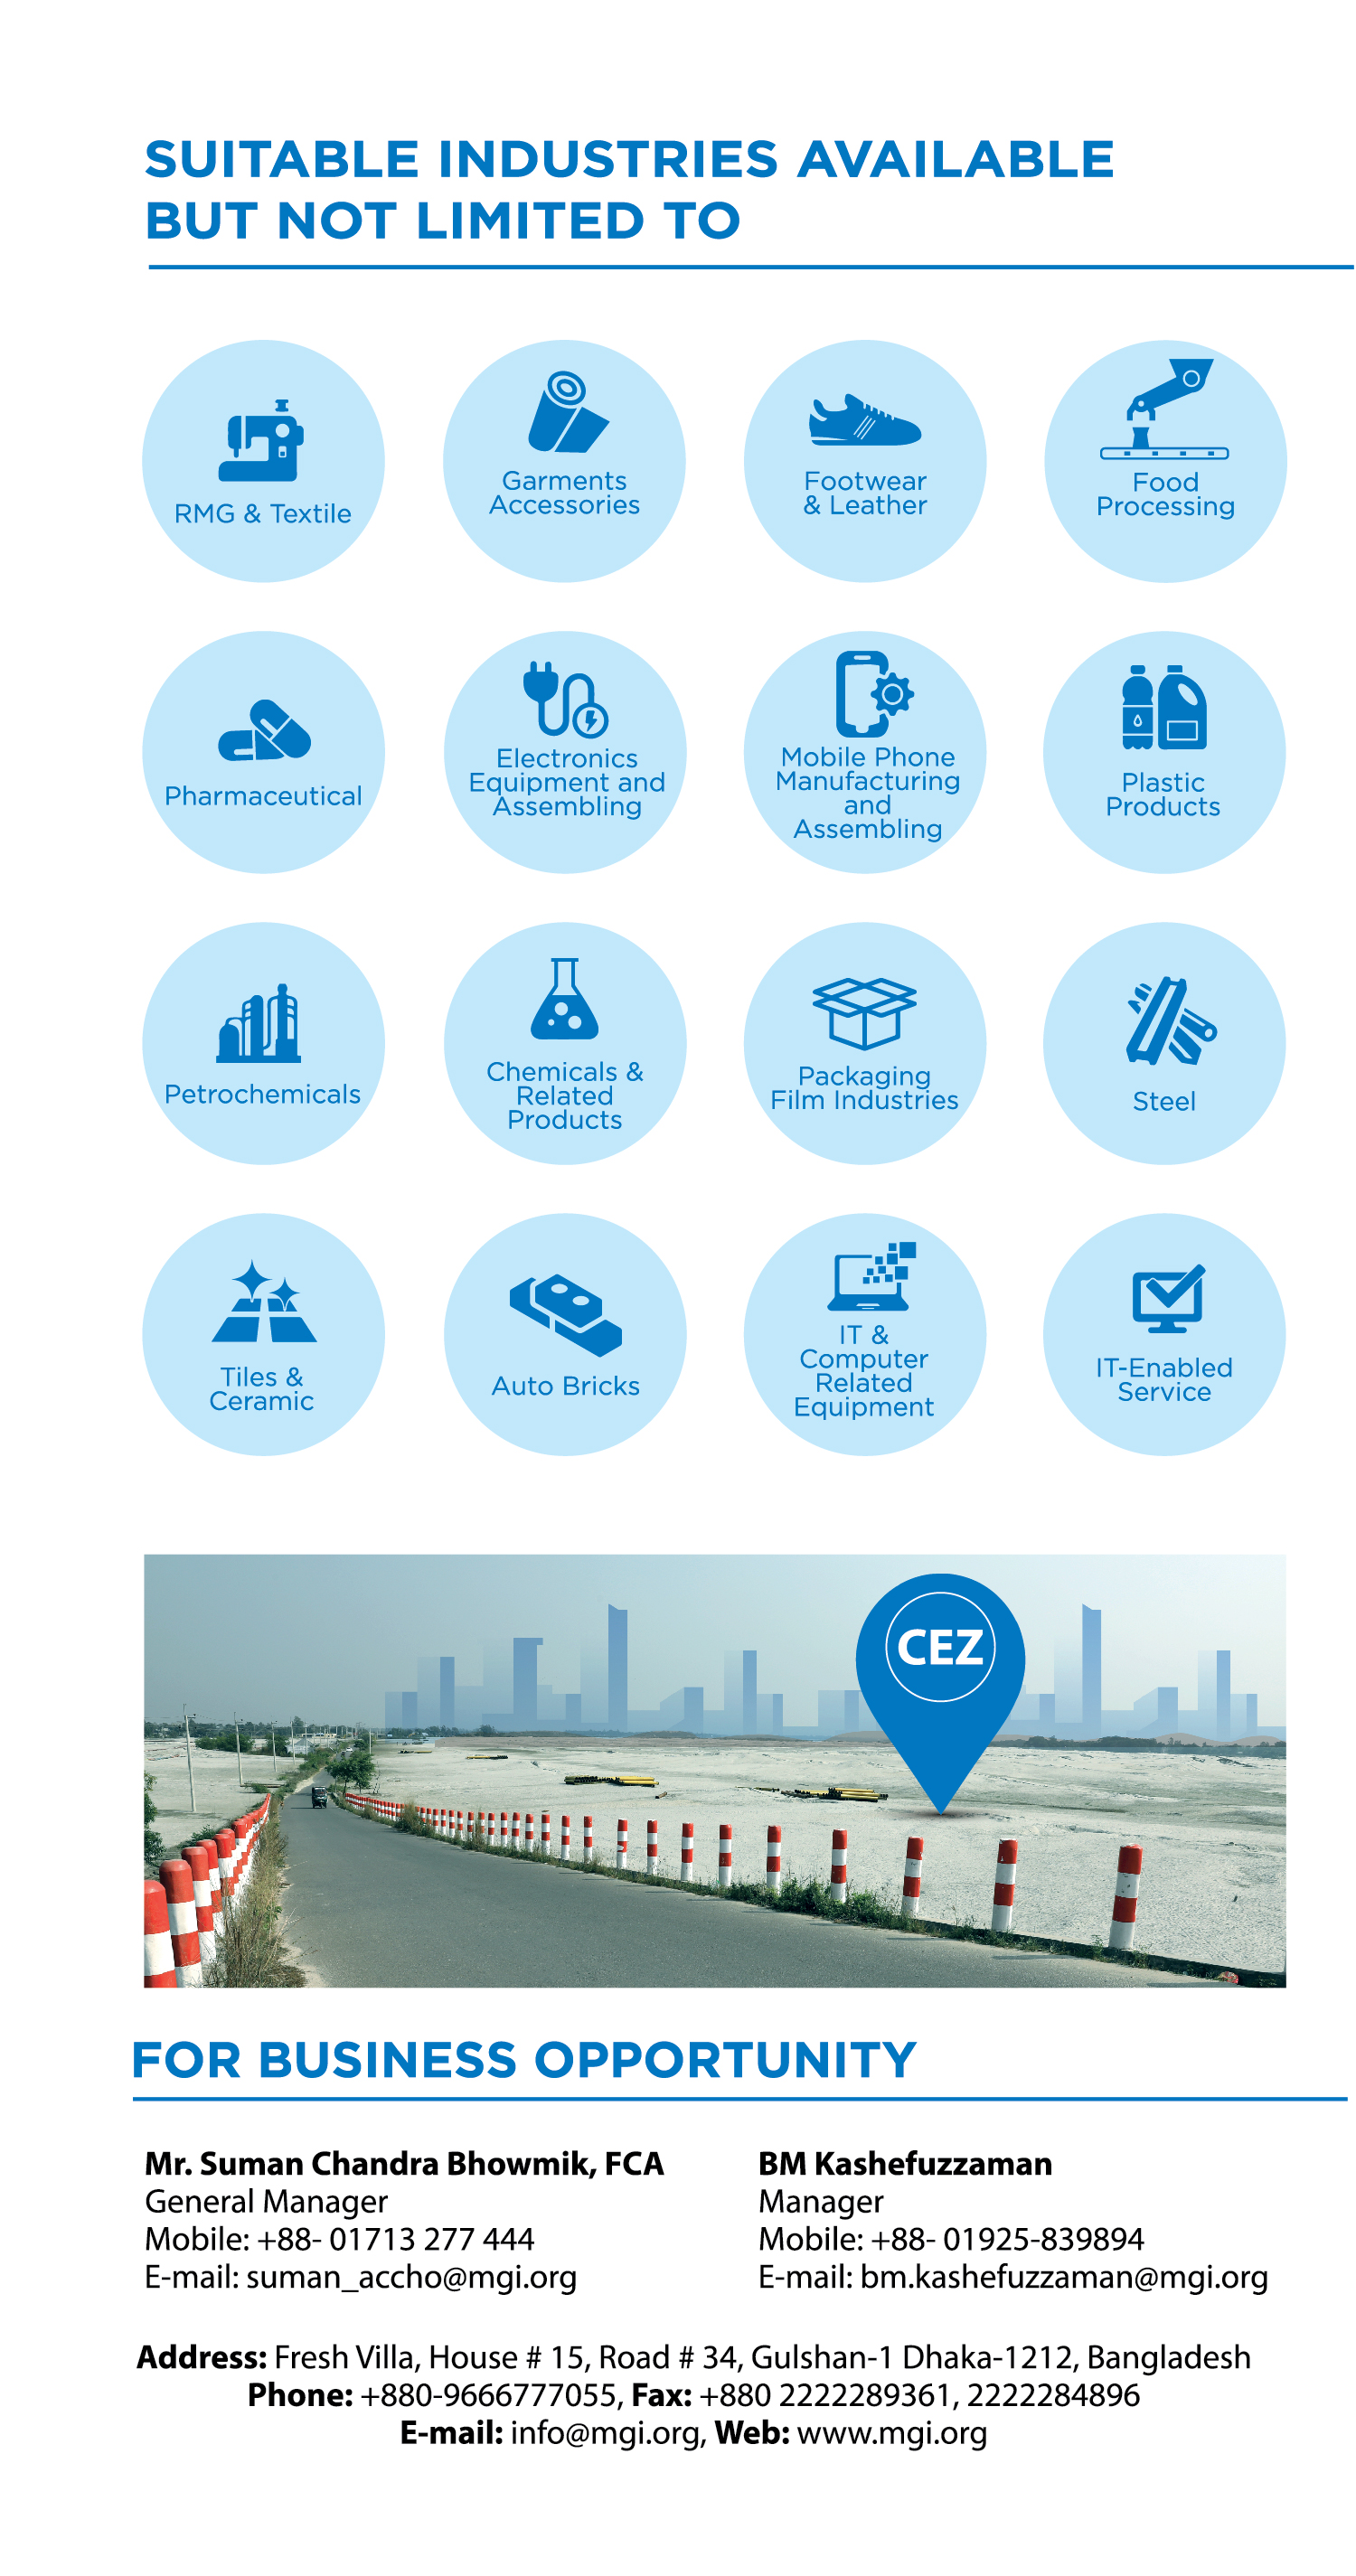 SUITABLE INDUSTRIES AVAILABLE
BUT NOT LIMITED TO
RMG & Textile
Garments
Accessories
Footwear
& Leather
Food
Processing
Pharmaceutical
Electronics
Equipment and
Assembling
Mobile Phone
Manufacturing
and
Assembling
Plastic
Products
Petrochemicals
Chemicals &
Related
Products
Packaging
Film Industries
Steel
Tiles &
Ceramic
Auto Bricks
IT &
Computer
Related
Equipment
IT-Enabled
Service
CEZ
FOR BUSINESS OPPORTUNITY
Mr. Suman Chandra Bhowmik, FCA
General Manager
Mobile: +88- 01713 277 444
E-mail: suman_accho@mgi.org
BM Kashefuzzaman
Manager
Mobile: +88- 01925-839894
E-mail: bm.kashefuzzaman@mgi.org
Address: Fresh Villa, House # 15, Road # 34, Gulshan-1 Dhaka-1212, Bangladesh
Phone: +880-9666777055, Fax: +880 2222289361, 2222284896
E-mail: info@mgi.org, Web: www.mgi.org